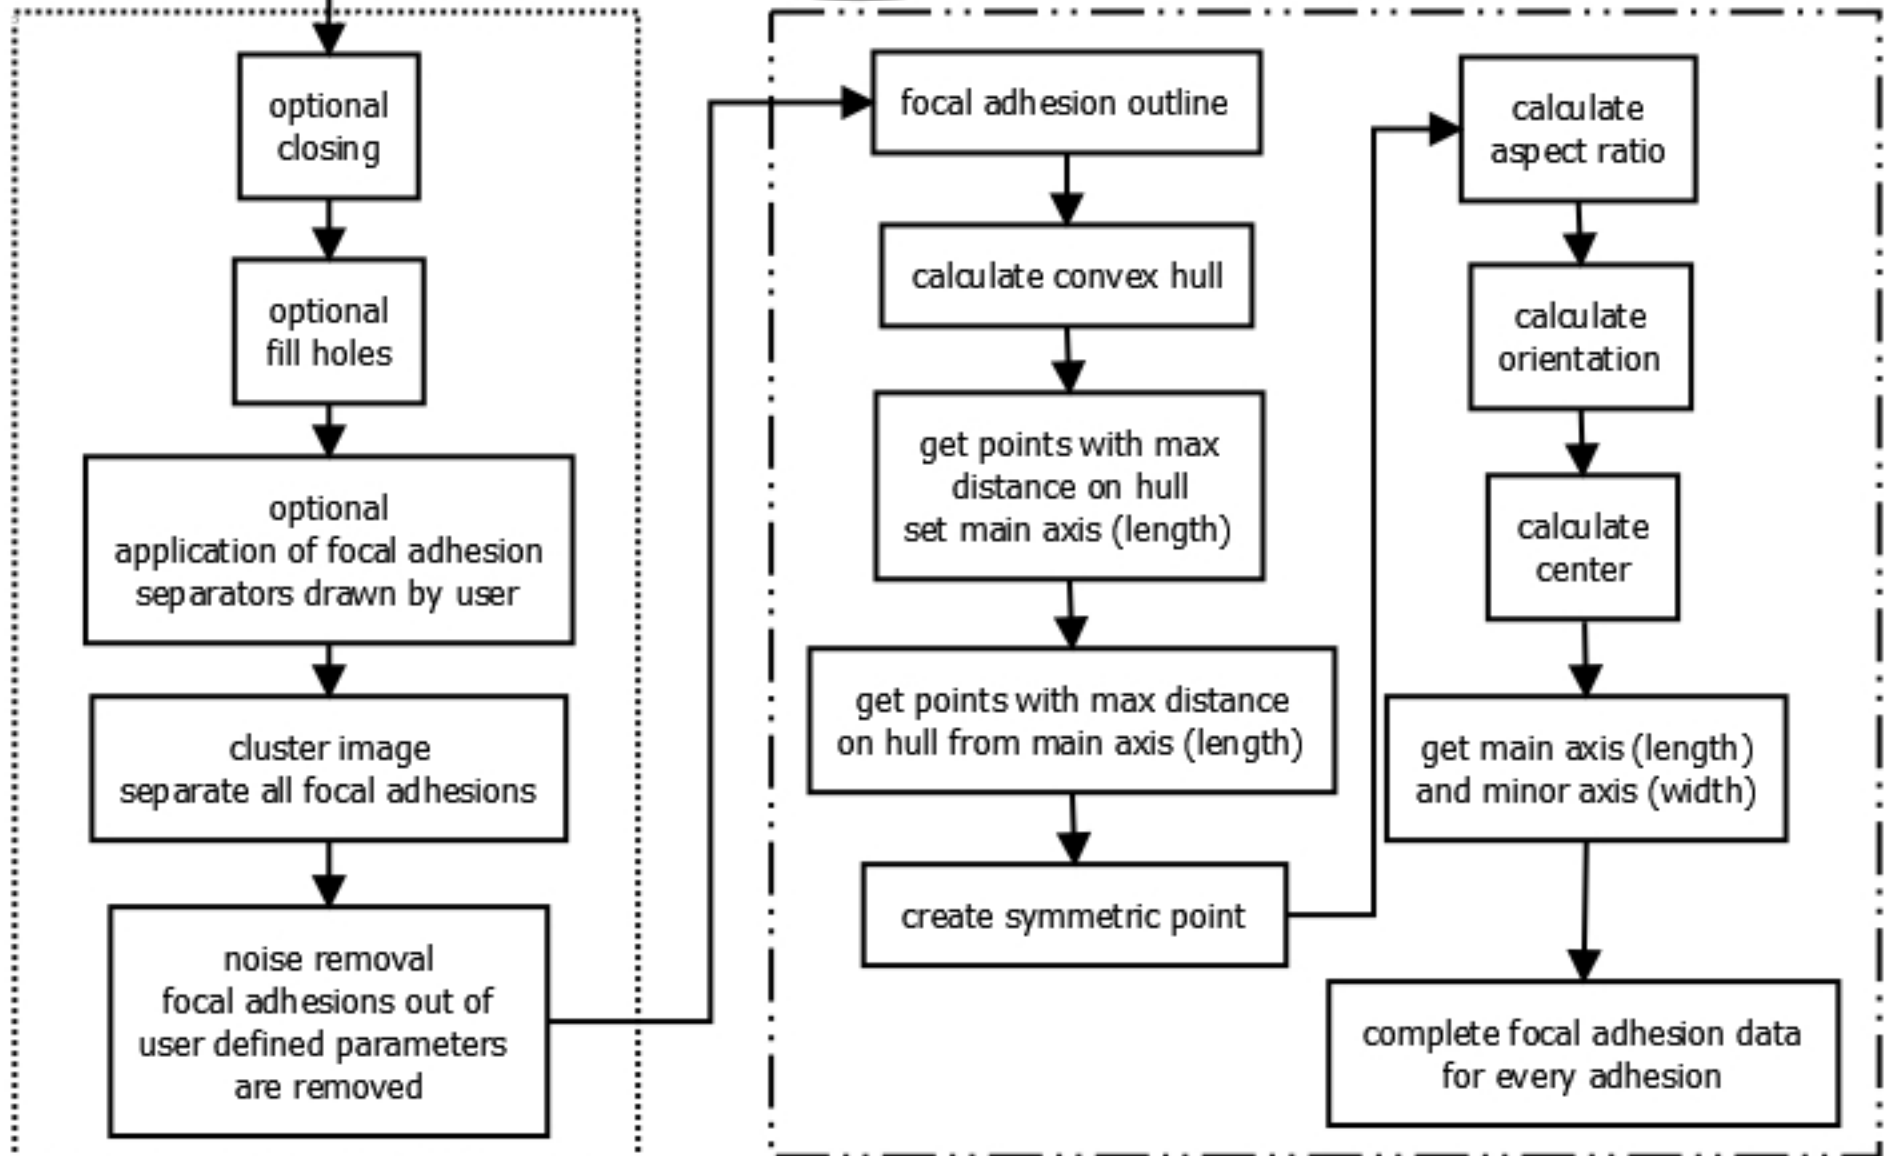 optional
closing
optional
fill holes
optional
application of focal adhesion
separators drawn by user
cluster image
separate all focal adhesions
noise removal
focal adhesions out of
user defined parameters
are removed
focal adhesion outline
calculate convex hull
get points with max
distance on hull
set main axis (length)
get points with max distance
on hull from main axis (length)
create symmetric point
calculate
aspect ratio
calculate
orientation
calculate
center
get main axis (length)
and minor axis (width)
complete focal adhesion data
for every adhesion